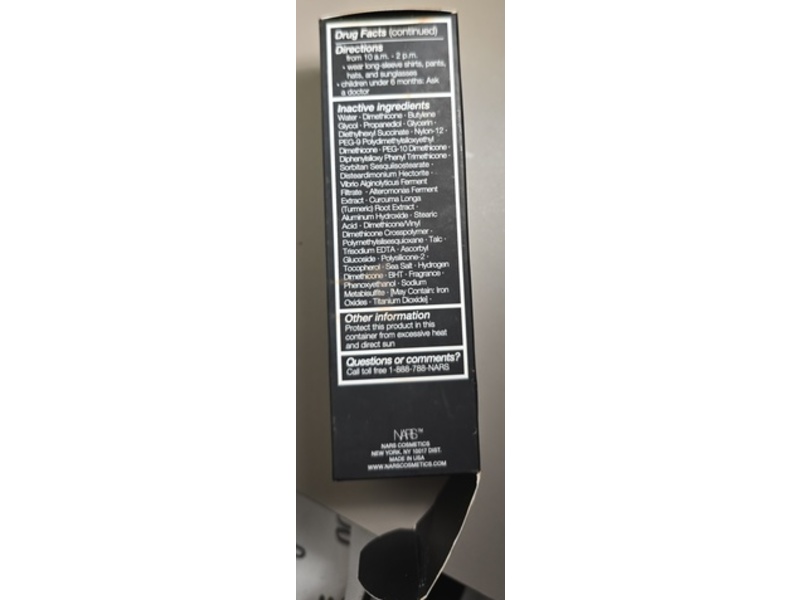 Drug Facts (continued)
Directions
from 10 a.m. - 2 p.m.
• wear long-sleeve shirts, pants,
hats, and sunglasses
• children under 6 months: Ask
a doctor
Inactive ingredients
Water · Dimethicone · Butylene
Glycol · Propanediol · Glycerin ·
Diethylhexyl Succinate · Nylon-12 ·
PEG-9 Polydimethylsiloxyethyl
Dimethicone · PEG-10 Dimethicone ·
Diphenylsiloxy Phenyl Trimethicone ·
Sorbitan Sesquiisostearate ·
Disteardimonium Hectorite ·
Vibrio Alginolyticus Ferment
Filtrate · Alteromonas Ferment
Extract · Curcuma Longa
(Turmeric) Root Extract ·
Aluminum Hydroxide · Stearic
Acid · Dimethicone/Vinyl
Dimethicone Crosspolymer ·
Polymethylsilsesquioxane · Talc ·
Trisodium EDTA · Ascorbyl
Glucoside · Polysilicone-2 ·
Tocopherol · Sea Salt · Hydrogen
Dimethicone · BHT · Fragrance ·
Phenoxyethanol · Sodium
Metabisulfite · [May Contain: Iron
Oxides · Titanium Dioxide] ·
Other information
Protect this product in this
container from excessive heat
and direct sun
Questions or comments?
Call toll free 1-888-788-NARS
NARS™
NARS COSMETICS
NEW YORK, NY 10017 DIST.
MADE IN USA
WWW.NARSCOSMETICS.COM